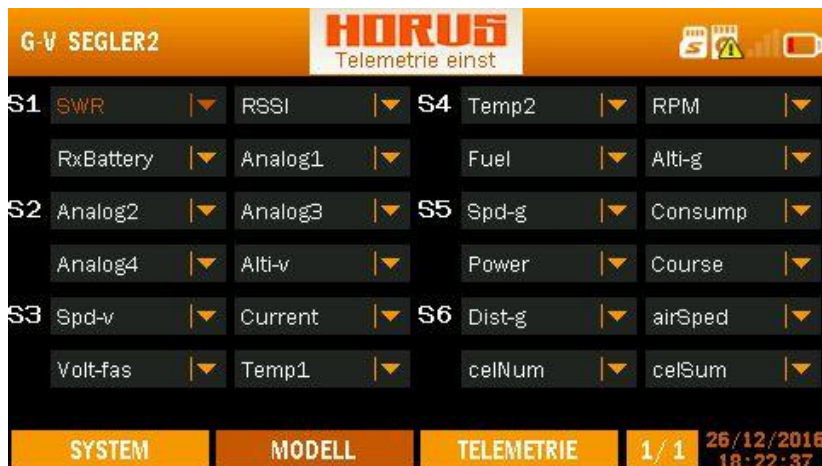 G-V SEGLER2 HORUS
Telemetrie einst
S1 SWR RSSI S4 Temp2 RPM
RxBattery Analog1 Fuel Alti-g
S2 Analog2 Analog3 S5 Spd-g Consump
Analog4 Alti-v Power Course
S3 Spd-v Current S6 Dist-g airSped
Volt-fas Temp1 celNum celSum
SYSTEM MODELL TELEMETRIE 1/1 26/12/2016
18:22:37